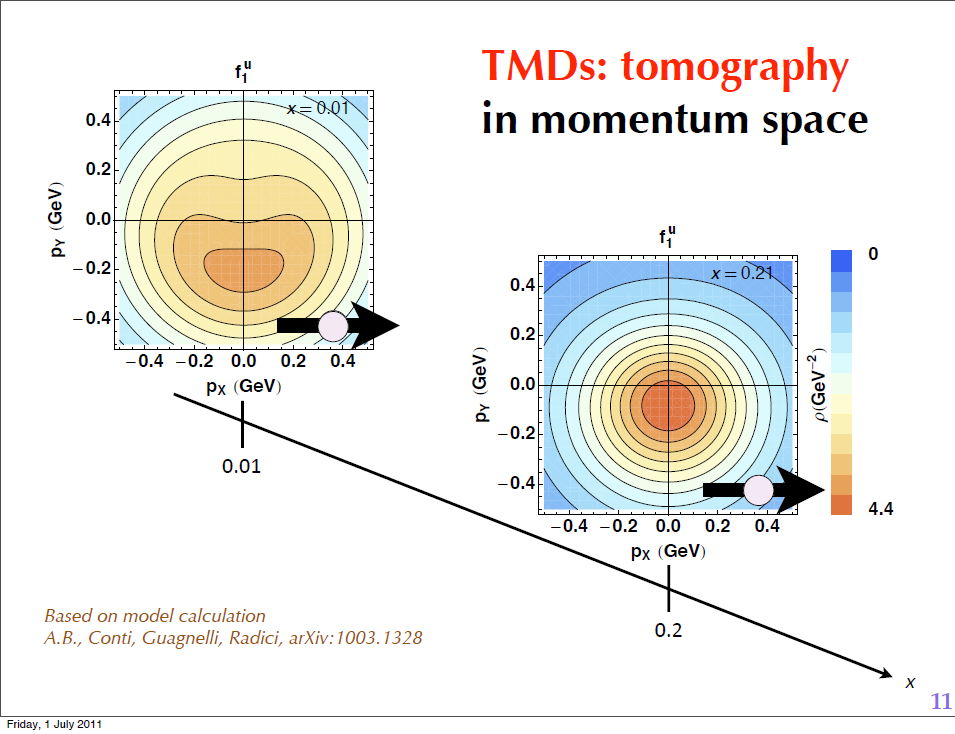 TMDs: tomography
in momentum space
f₁ᵘ
x = 0.01
0.4
0.2
0.0
−0.2
−0.4
pY (GeV)
−0.4 −0.2 0.0 0.2 0.4
pX (GeV)
0.01
f₁ᵘ
x = 0.21
0.4
0.2
0.0
−0.2
−0.4
pY (GeV)
−0.4 −0.2 0.0 0.2 0.4
pX (GeV)
0.2
0
ρ(GeV⁻²)
4.4
Based on model calculation
A.B., Conti, Guagnelli, Radici, arXiv:1003.1328
x
11
Friday, 1 July 2011